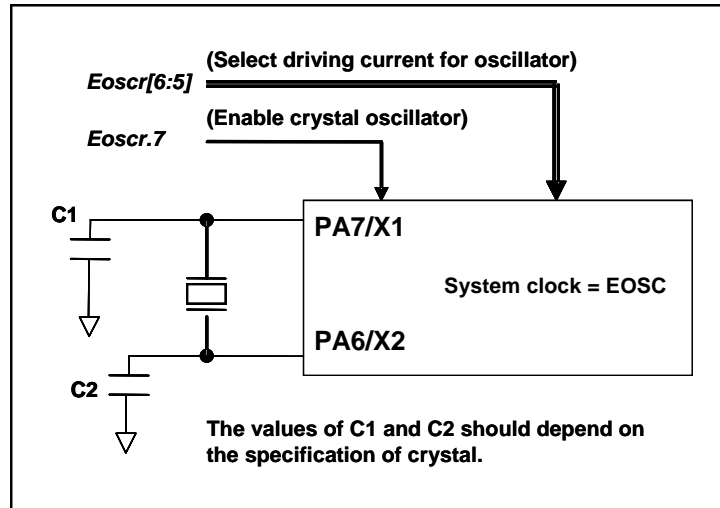 (Select driving current for oscillator)
Eoscr[6:5]
(Enable crystal oscillator)
Eoscr.7
C1
PA7/X1
System clock = EOSC
PA6/X2
C2
The values of C1 and C2 should depend on
the specification of crystal.